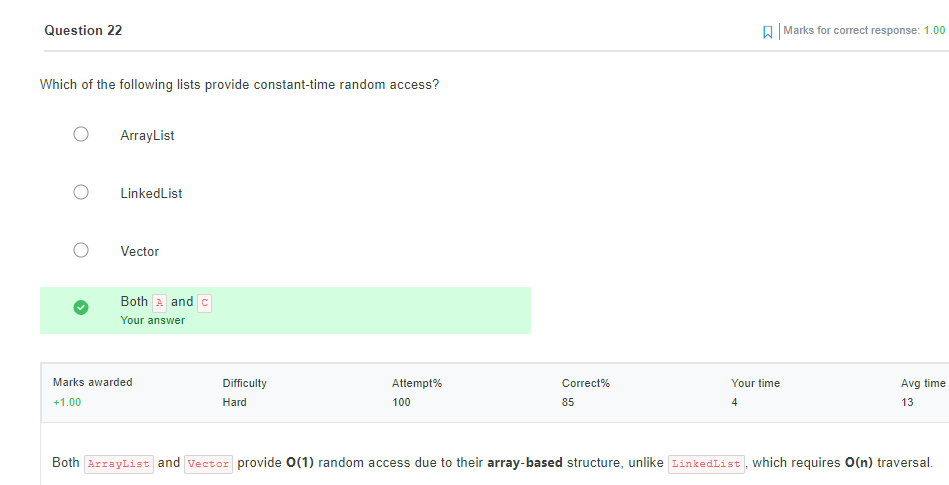 Question 22
Marks for correct response: 1.00
Which of the following lists provide constant-time random access?
ArrayList
LinkedList
Vector
Both A and C
Your answer
Marks awarded Difficulty Attempt% Correct% Your time Avg time
+1.00 Hard 100 85 4 13
Both ArrayList and Vector provide O(1) random access due to their array-based structure, unlike LinkedList, which requires O(n) traversal.